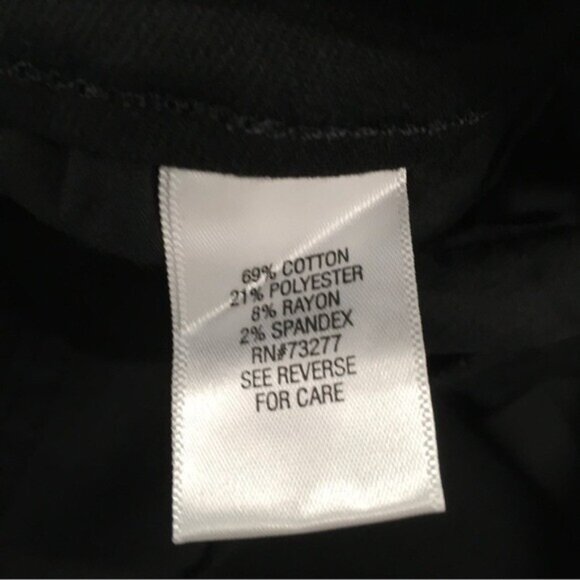 69% COTTON
21% POLYESTER
8% RAYON
2% SPANDEX
RN#73277
SEE REVERSE
FOR CARE